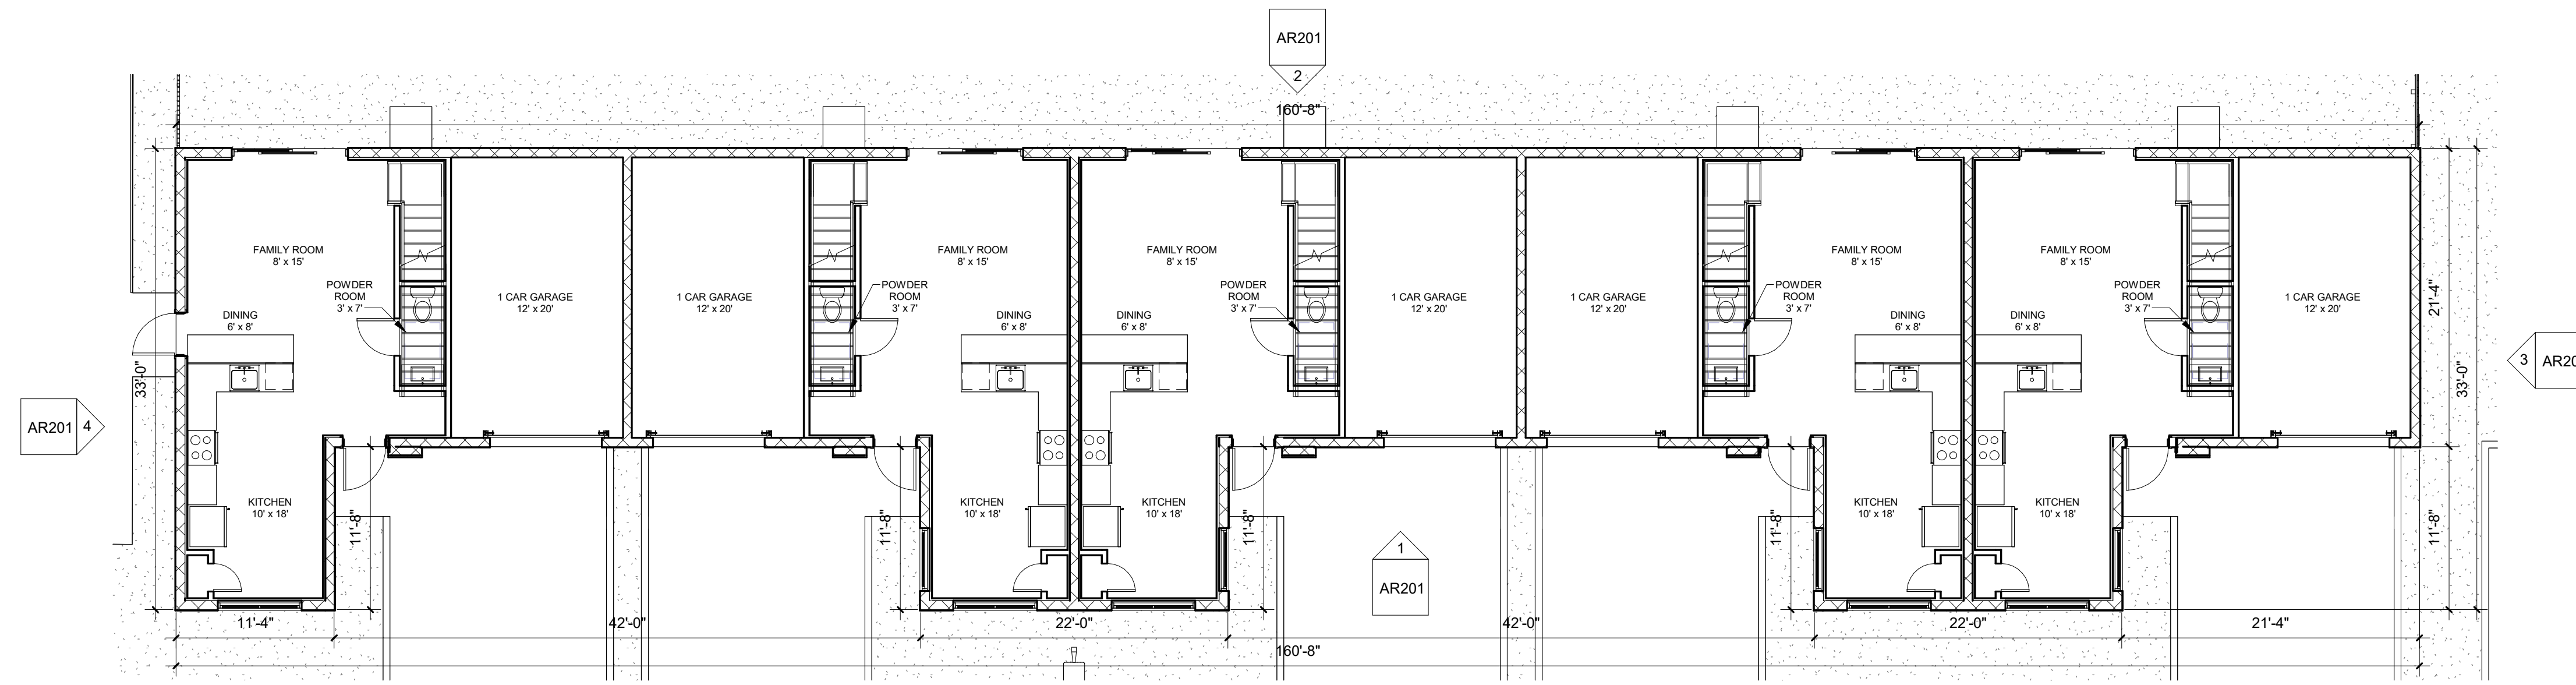 AR201
2
160'-8"
FAMILY ROOM
8' x 15'
POWDER
ROOM
3' x 7'
DINING
6' x 8'
1 CAR GARAGE
12' x 20'
KITCHEN
10' x 18'
1 CAR GARAGE
12' x 20'
POWDER
ROOM
3' x 7'
FAMILY ROOM
8' x 15'
DINING
6' x 8'
KITCHEN
10' x 18'
FAMILY ROOM
8' x 15'
DINING
6' x 8'
POWDER
ROOM
3' x 7'
KITCHEN
10' x 18'
1 CAR GARAGE
12' x 20'
1 CAR GARAGE
12' x 20'
POWDER
ROOM
3' x 7'
FAMILY ROOM
8' x 15'
DINING
6' x 8'
KITCHEN
10' x 18'
FAMILY ROOM
8' x 15'
DINING
6' x 8'
POWDER
ROOM
3' x 7'
KITCHEN
10' x 18'
1 CAR GARAGE
12' x 20'
33'-0"
AR201 4
11'-8"
11'-8"
11'-8"
11'-8"
21'-4"
33'-0"
11'-8"
3 AR20
1
AR201
11'-4"
42'-0"
22'-0"
42'-0"
22'-0"
21'-4"
160'-8"